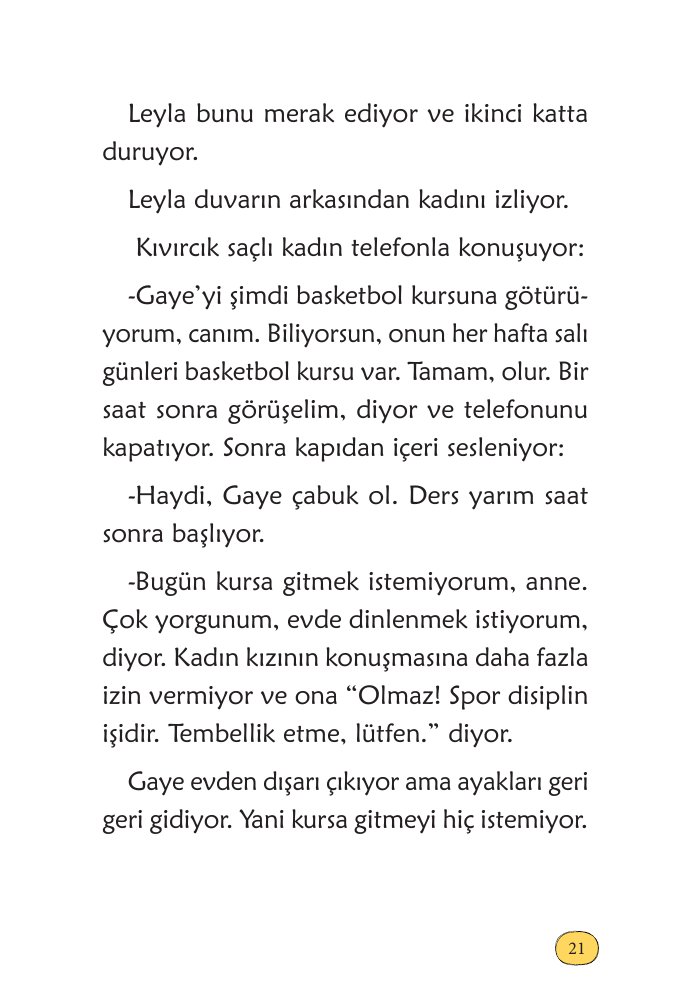 Leyla bunu merak ediyor ve ikinci katta
duruyor.
Leyla duvarın arkasından kadını izliyor.
Kıvırcık saçlı kadın telefonla konuşuyor:
-Gaye’yi şimdi basketbol kursuna götürü-
yorum, canım. Biliyorsun, onun her hafta salı
günleri basketbol kursu var. Tamam, olur. Bir
saat sonra görüşelim, diyor ve telefonunu
kapatıyor. Sonra kapıdan içeri sesleniyor:
-Haydi, Gaye çabuk ol. Ders yarım saat
sonra başlıyor.
-Bugün kursa gitmek istemiyorum, anne.
Çok yorgunum, evde dinlenmek istiyorum,
diyor. Kadın kızının konuşmasına daha fazla
izin vermiyor ve ona “Olmaz! Spor disiplin
işidir. Tembellik etme, lütfen.” diyor.
Gaye evden dışarı çıkıyor ama ayakları geri
geri gidiyor. Yani kursa gitmeyi hiç istemiyor.
21